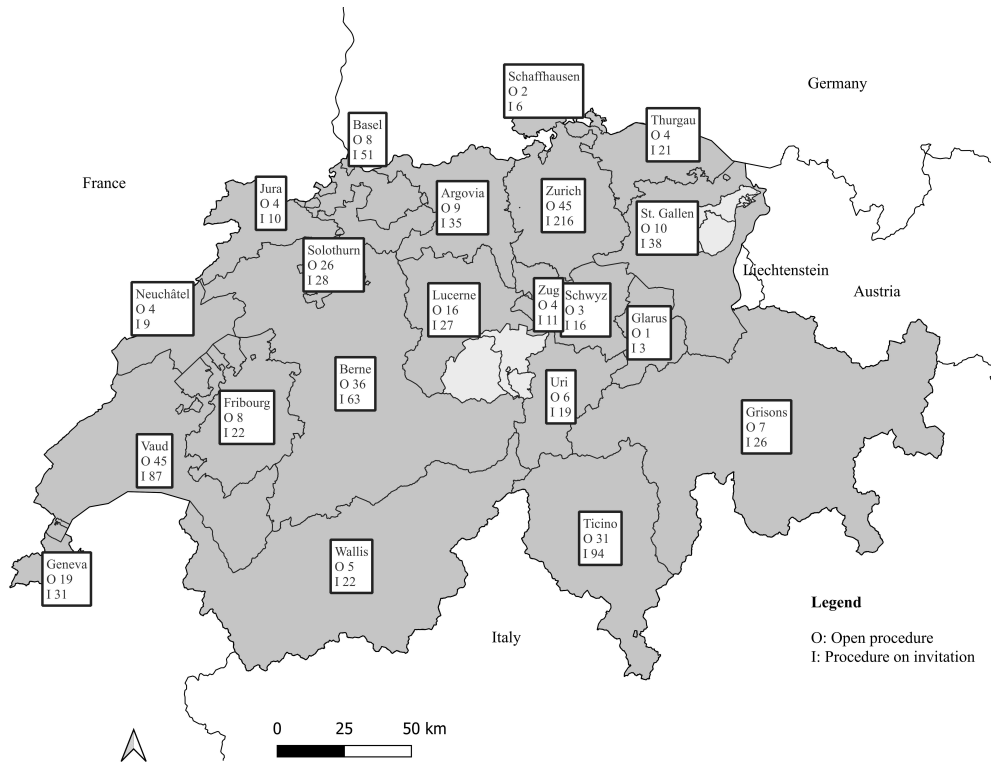 Germany
Schaffhausen
O 2
I 6
Basel
O 8
I 51
Thurgau
O 4
I 21
France
Jura
O 4
I 10
Argovia
O 9
I 35
Zurich
O 45
I 216
St. Gallen
O 10
I 38
Solothurn
O 26
I 28
Liechtenstein
Austria
Neuchâtel
O 4
I 9
Lucerne
O 16
I 27
Zug
O 4
I 11
Schwyz
O 3
I 16
Glarus
O 1
I 3
Berne
O 36
I 63
Uri
O 6
I 19
Fribourg
O 8
I 22
Grisons
O 7
I 26
Vaud
O 45
I 87
Ticino
O 31
I 94
Wallis
O 5
I 22
Geneva
O 19
I 31
Italy
Legend
O: Open procedure
I: Procedure on invitation
0 25 50 km